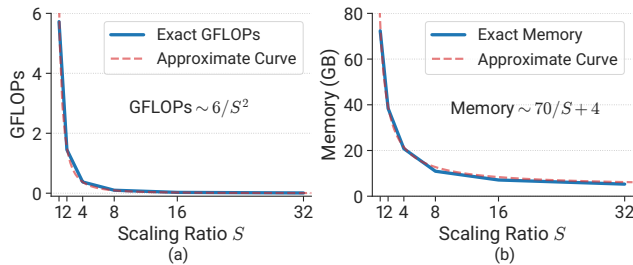 6
4
2
0
GFLOPs
Exact GFLOPs
Approximate Curve
GFLOPs ~ 6/S²
1 2 4 8 16 32
Scaling Ratio S
(a)
80
60
40
20
0
Memory (GB)
Exact Memory
Approximate Curve
Memory ~ 70/S + 4
1 2 4 8 16 32
Scaling Ratio S
(b)